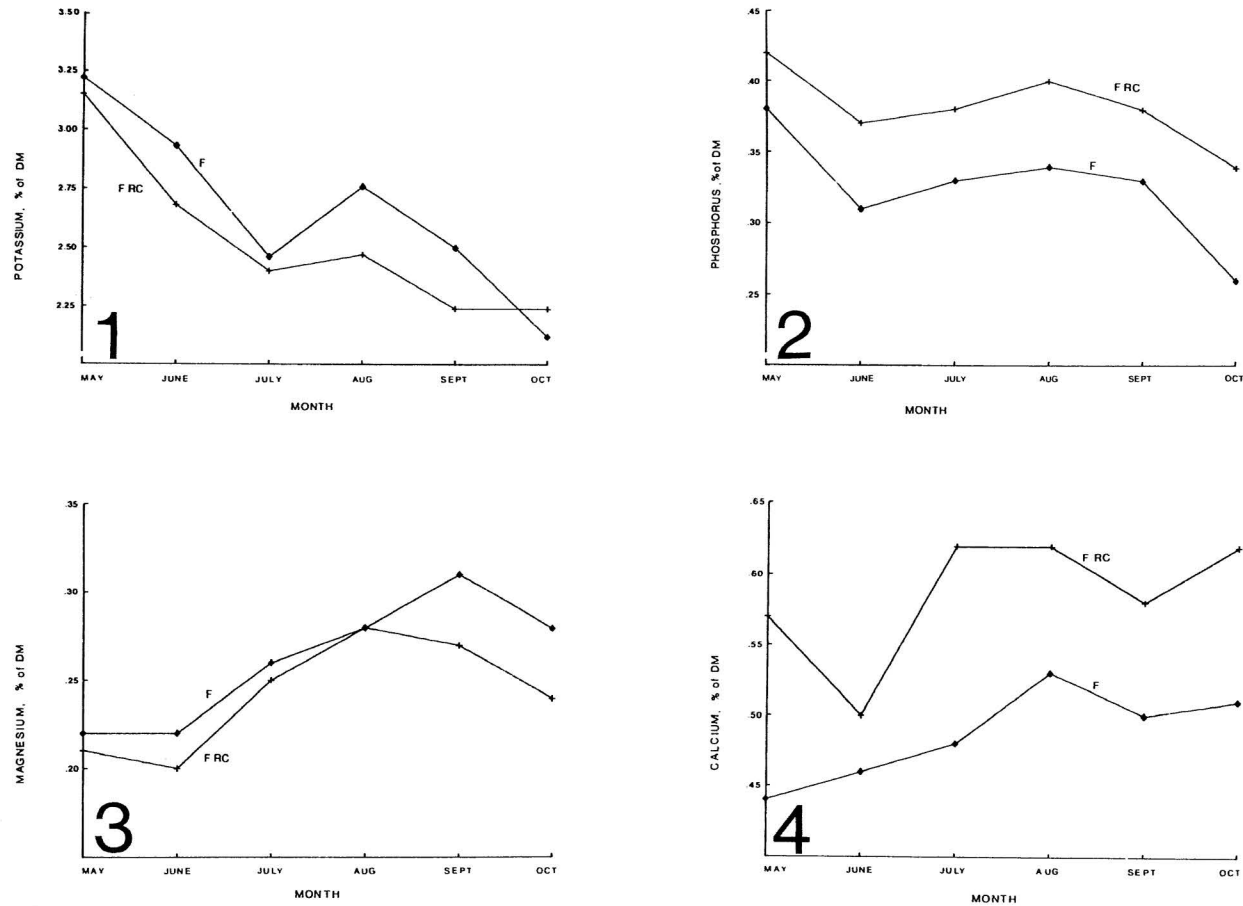 3.50
3.25
3.00
2.75
2.50
2.25
POTASSIUM, % of DM
F
F RC
1
MAY JUNE JULY AUG SEPT OCT
MONTH
.45
.40
.35
.30
.25
PHOSPHORUS, % of DM
F RC
F
2
MAY JUNE JULY AUG SEPT OCT
MONTH
.35
.30
.25
.20
MAGNESIUM, % of DM
F
F RC
3
MAY JUNE JULY AUG SEPT OCT
MONTH
.65
.60
.55
.50
.45
CALCIUM, % of DM
F RC
F
4
MAY JUNE JULY AUG SEPT OCT
MONTH